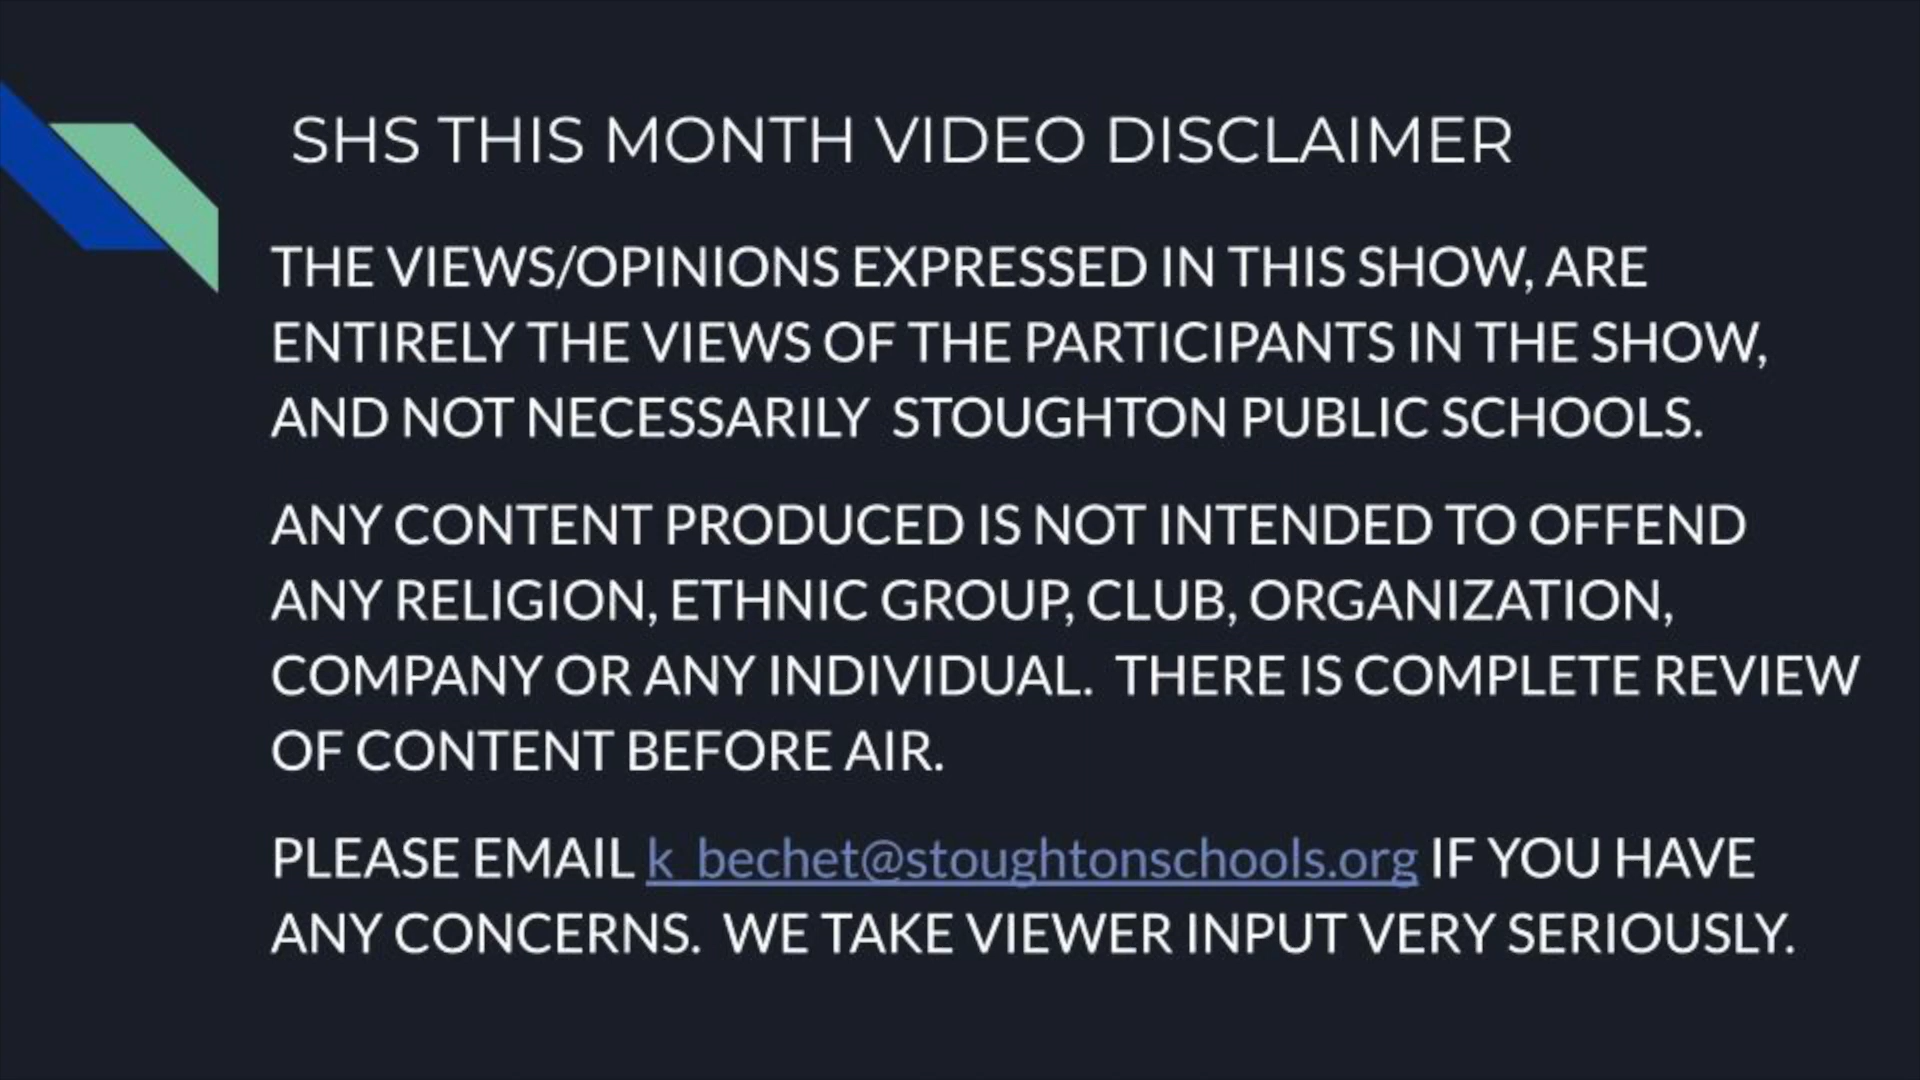 SHS THIS MONTH VIDEO DISCLAIMER
THE VIEWS/OPINIONS EXPRESSED IN THIS SHOW, ARE
ENTIRELY THE VIEWS OF THE PARTICIPANTS IN THE SHOW,
AND NOT NECESSARILY  STOUGHTON PUBLIC SCHOOLS.
ANY CONTENT PRODUCED IS NOT INTENDED TO OFFEND
ANY RELIGION, ETHNIC GROUP, CLUB, ORGANIZATION,
COMPANY OR ANY INDIVIDUAL.  THERE IS COMPLETE REVIEW
OF CONTENT BEFORE AIR.
PLEASE EMAIL k_bechet@stoughtonschools.org IF YOU HAVE
ANY CONCERNS.  WE TAKE VIEWER INPUT VERY SERIOUSLY.